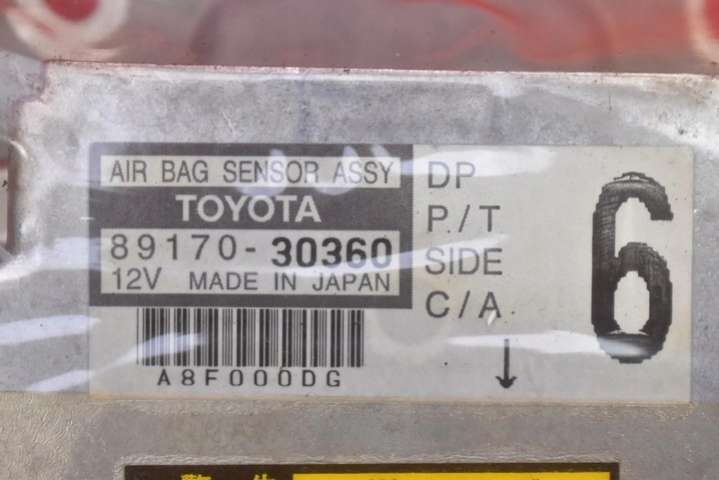 AIR BAG SENSOR ASSY
TOYOTA
89170-30360
12V MADE IN JAPAN
A8F000DG
DP
P./T
SIDE
C/A
↓
6